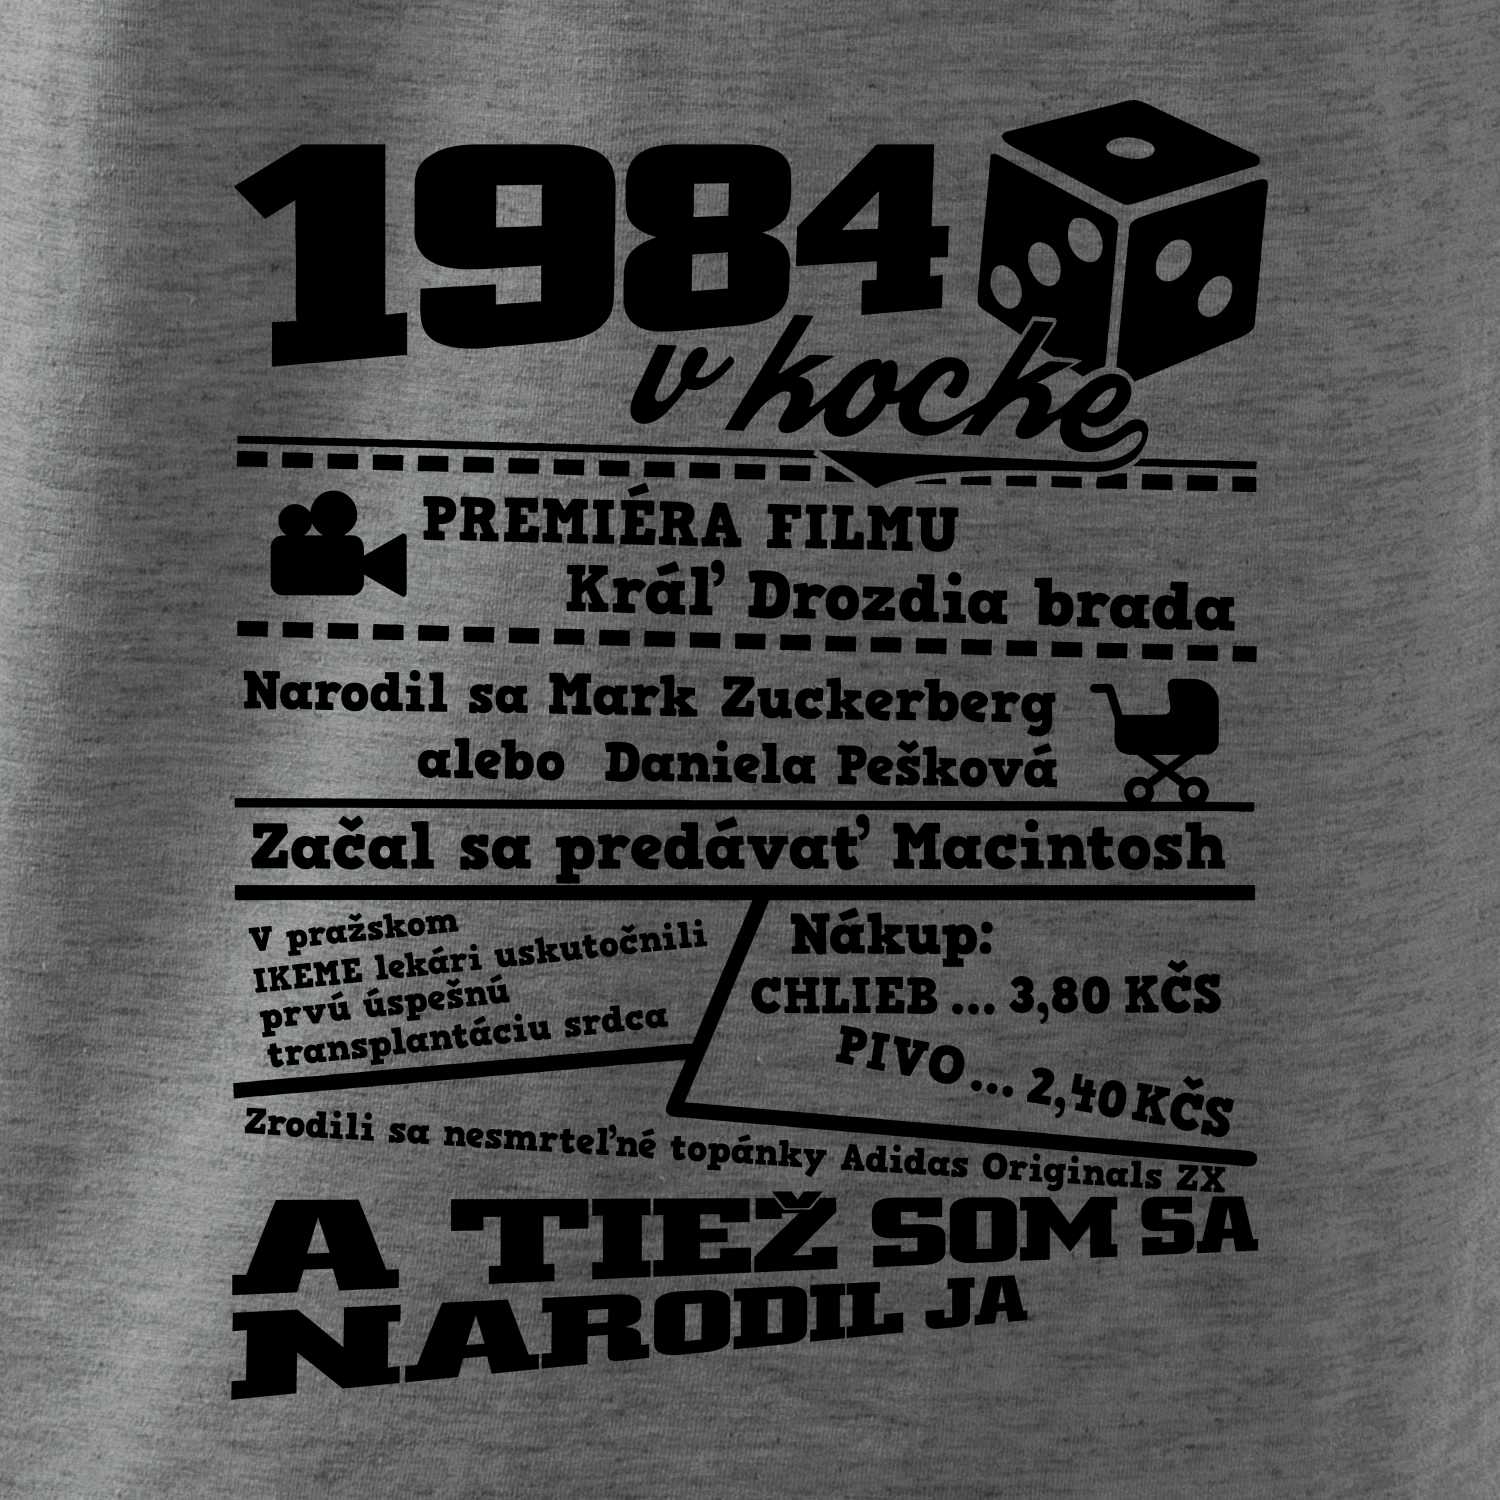 1984
v kocke
PREMIÉRA FILMU
Kráľ Drozdia brada
Narodil sa Mark Zuckerberg
alebo Daniela Pešková
Začal sa predávať Macintosh
V pražskom
IKEME lekári uskutočnili
prvú úspešnú
transplantáciu srdca
Nákup:
CHLIEB ... 3,80 KČS
PIVO ... 2,40 KČS
Zrodili sa nesmrteľné topánky Adidas Originals ZX
A TIEŽ SOM SA
NARODIL JA